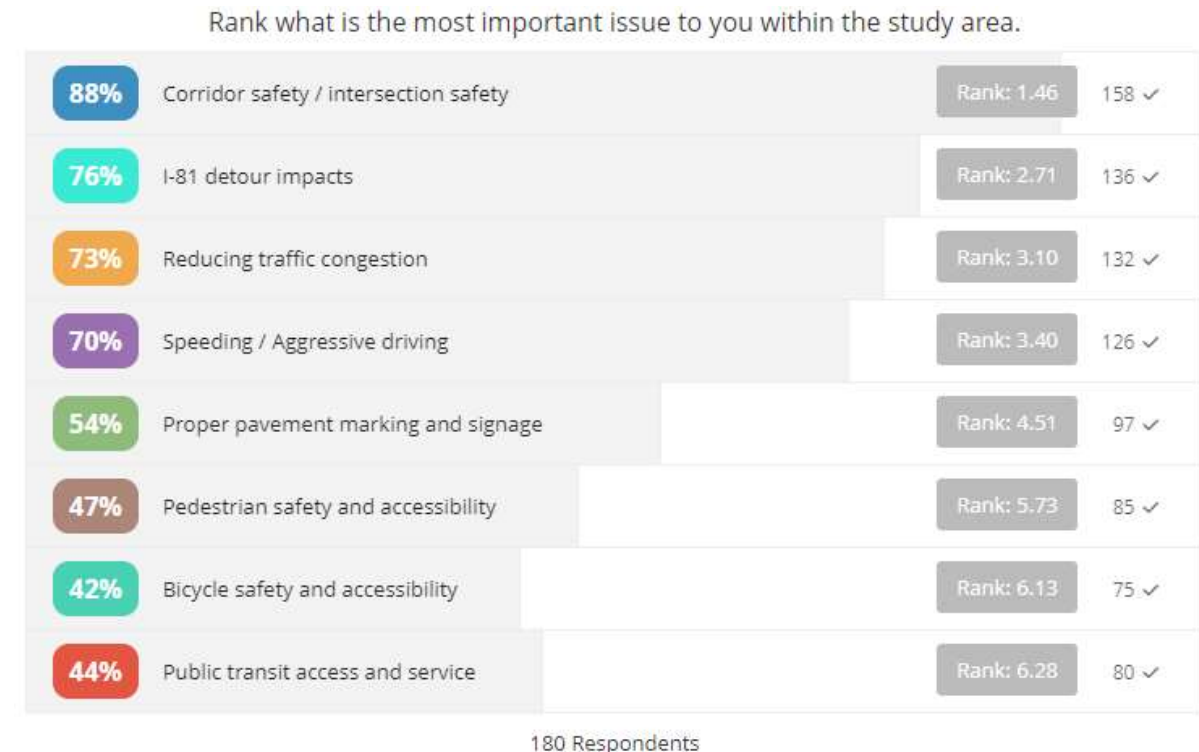 Rank what is the most important issue to you within the study area.
88% Corridor safety / intersection safety Rank: 1.46 158 ✓
76% I-81 detour impacts Rank: 2.71 136 ✓
73% Reducing traffic congestion Rank: 3.10 132 ✓
70% Speeding / Aggressive driving Rank: 3.40 126 ✓
54% Proper pavement marking and signage Rank: 4.51 97 ✓
47% Pedestrian safety and accessibility Rank: 5.73 85 ✓
42% Bicycle safety and accessibility Rank: 6.13 75 ✓
44% Public transit access and service Rank: 6.28 80 ✓
180 Respondents